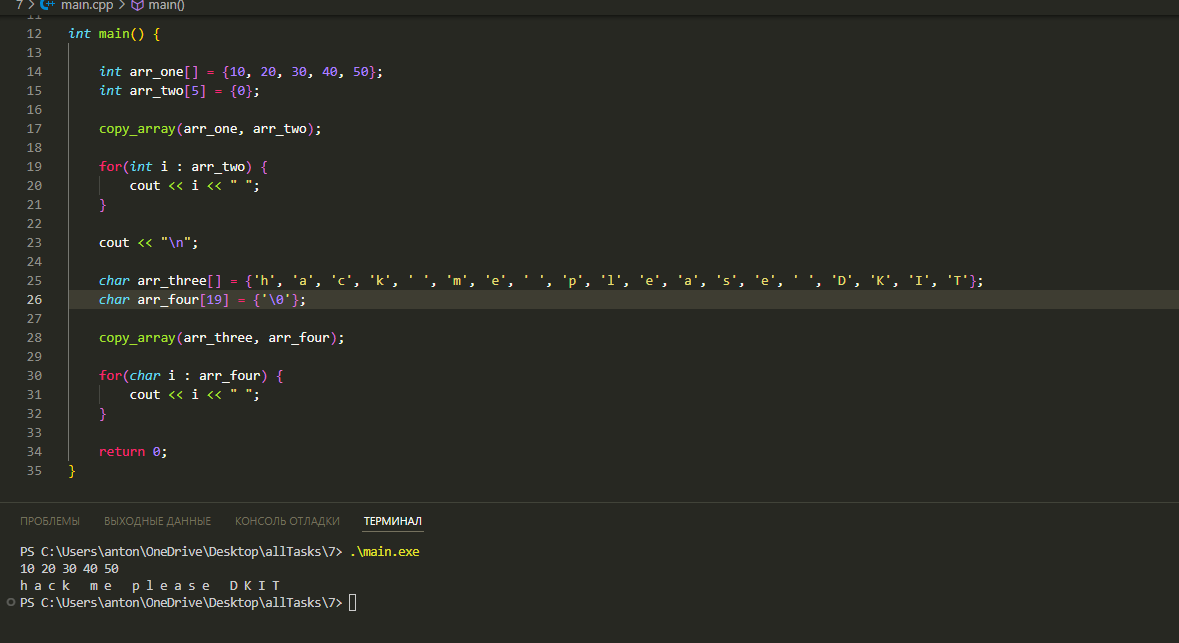 7 > main.cpp > main()
11
12 int main() {
13
14 int arr_one[] = {10, 20, 30, 40, 50};
15 int arr_two[5] = {0};
16
17 copy_array(arr_one, arr_two);
18
19 for(int i : arr_two) {
20 cout << i << " ";
21 }
22
23 cout << "\n";
24
25 char arr_three[] = {'h', 'a', 'c', 'k', ' ', 'm', 'e', ' ', 'p', 'l', 'e', 'a', 's', 'e', ' ', 'D', 'K', 'I', 'T'};
26 char arr_four[19] = {'\0'};
27
28 copy_array(arr_three, arr_four);
29
30 for(char i : arr_four) {
31 cout << i << " ";
32 }
33
34 return 0;
35 }
ПРОБЛЕМЫ ВЫХОДНЫЕ ДАННЫЕ КОНСОЛЬ ОТЛАДКИ ТЕРМИНАЛ
PS C:\Users\anton\OneDrive\Desktop\allTasks\7> .\main.exe
10 20 30 40 50
h a c k   m e   p l e a s e   D K I T
PS C:\Users\anton\OneDrive\Desktop\allTasks\7>